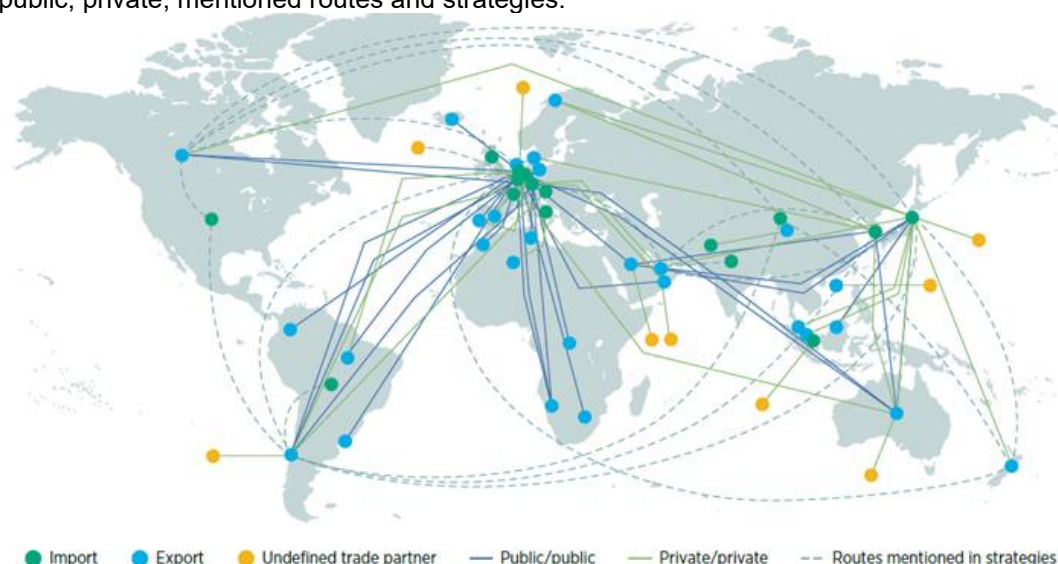 public, private, mentioned routes and strategies.
Import Export Undefined trade partner Public/public Private/private Routes mentioned in strategies